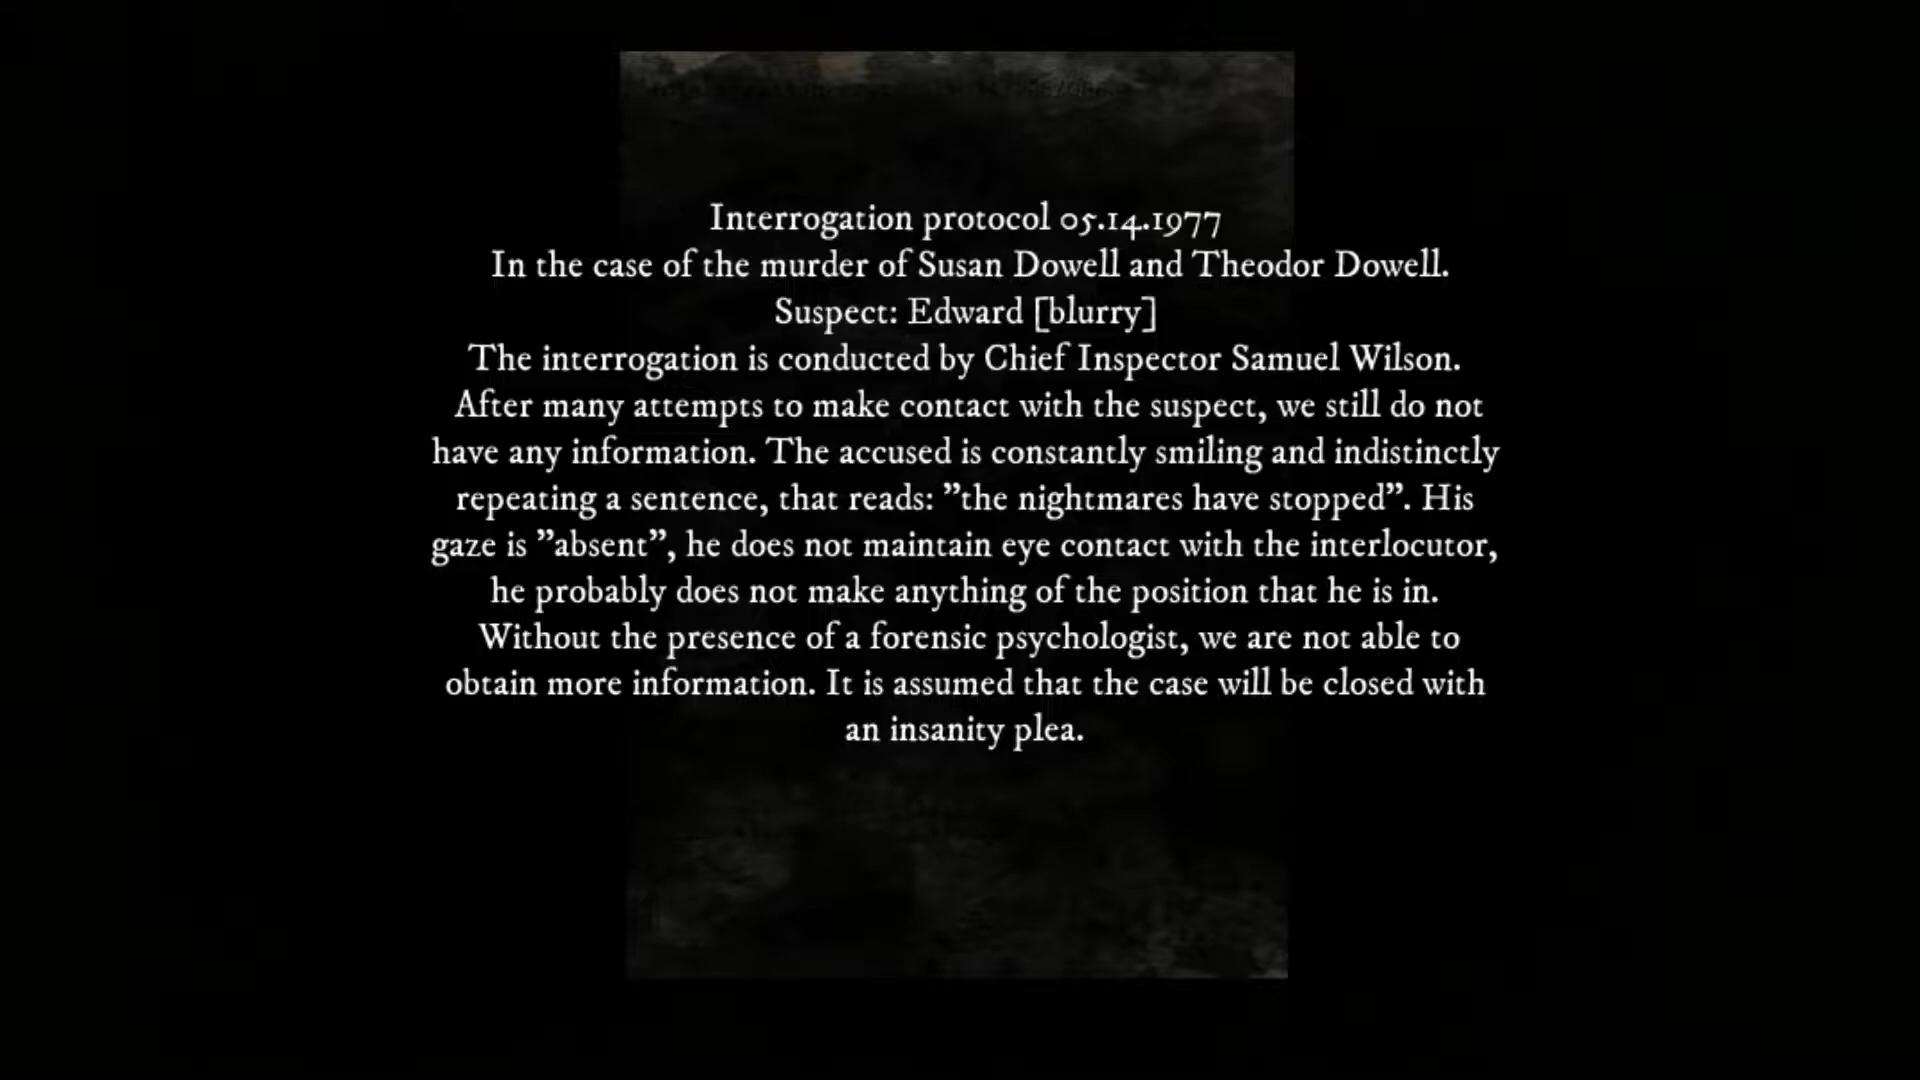 Interrogation protocol 05.14.1977
In the case of the murder of Susan Dowell and Theodor Dowell.
Suspect: Edward [blurry]
The interrogation is conducted by Chief Inspector Samuel Wilson.
After many attempts to make contact with the suspect, we still do not
have any information. The accused is constantly smiling and indistinctly
repeating a sentence, that reads: ”the nightmares have stopped”. His
gaze is ”absent”, he does not maintain eye contact with the interlocutor,
he probably does not make anything of the position that he is in.
Without the presence of a forensic psychologist, we are not able to
obtain more information. It is assumed that the case will be closed with
an insanity plea.